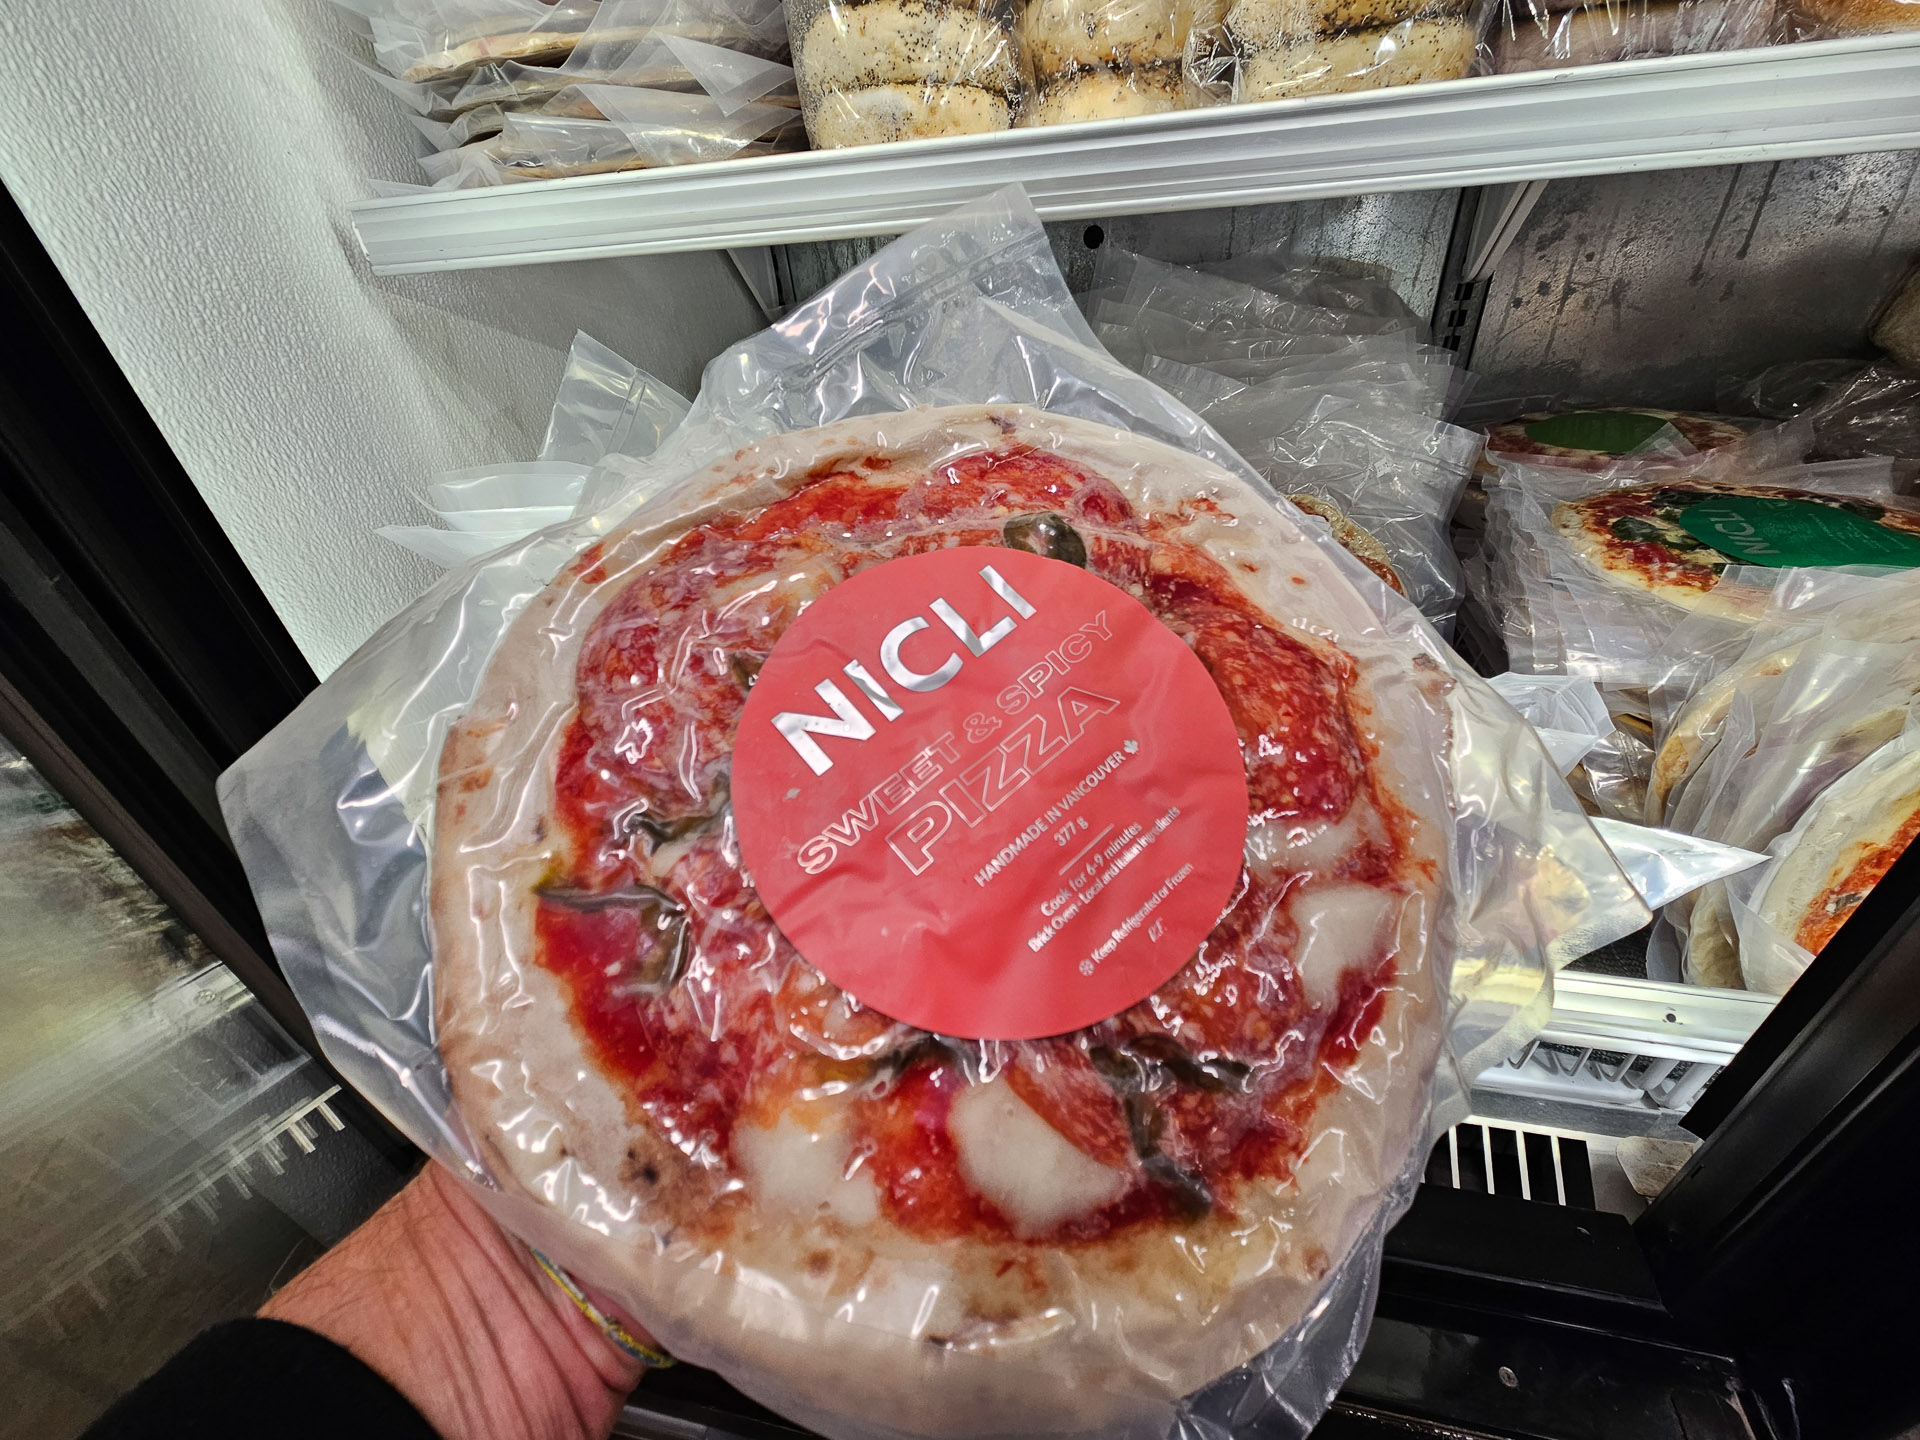 NICLI
SWEET & SPICY
PIZZA
HANDMADE IN VANCOUVER
377 g
Cook for 6-9 minutes
Brick Oven • Local and Italian Ingredients
Keep Refrigerated or Frozen
NICLI